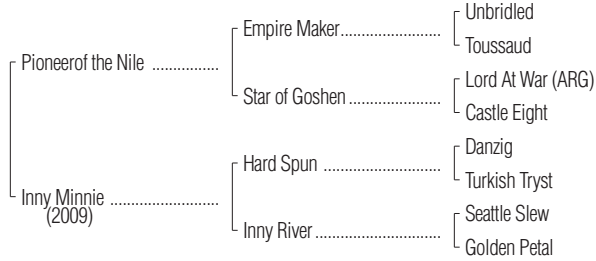 Unbridled
Empire Maker..................
Toussaud
Pioneerof the Nile ................
Lord At War (ARG)
Star of Goshen.................
Castle Eight
Danzig
Hard Spun ......................
Turkish Tryst
Inny Minnie ...................
(2009)
Seattle Slew
Inny River.......................
Golden Petal